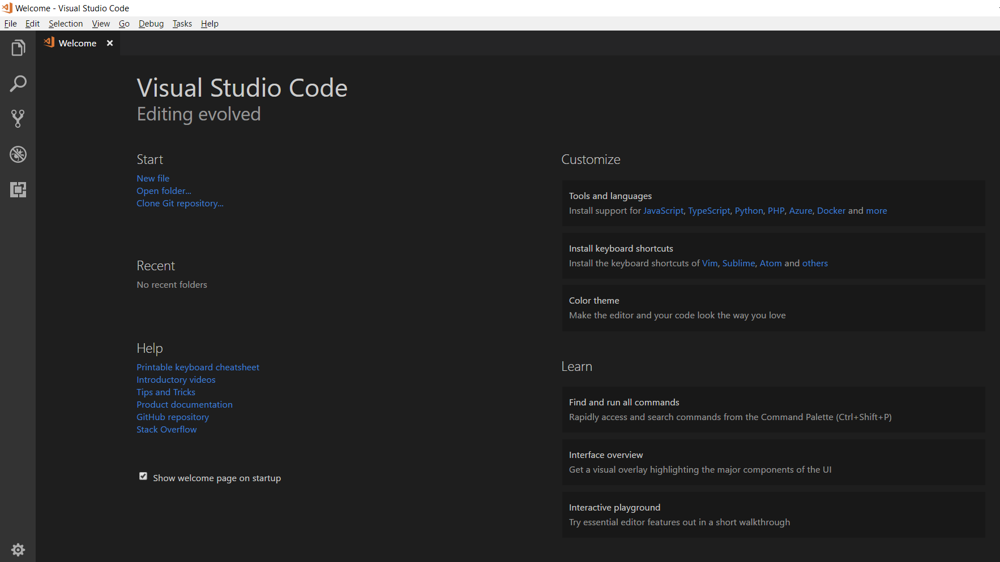 Welcome - Visual Studio Code
File Edit Selection View Go Debug Tasks Help
Welcome
Visual Studio Code
Editing evolved
Start
New file
Open folder...
Clone Git repository...
Recent
No recent folders
Help
Printable keyboard cheatsheet
Introductory videos
Tips and Tricks
Product documentation
GitHub repository
Stack Overflow
Show welcome page on startup
Customize
Tools and languages
Install support for JavaScript, TypeScript, Python, PHP, Azure, Docker and more
Install keyboard shortcuts
Install the keyboard shortcuts of Vim, Sublime, Atom and others
Color theme
Make the editor and your code look the way you love
Learn
Find and run all commands
Rapidly access and search commands from the Command Palette (Ctrl+Shift+P)
Interface overview
Get a visual overlay highlighting the major components of the UI
Interactive playground
Try essential editor features out in a short walkthrough